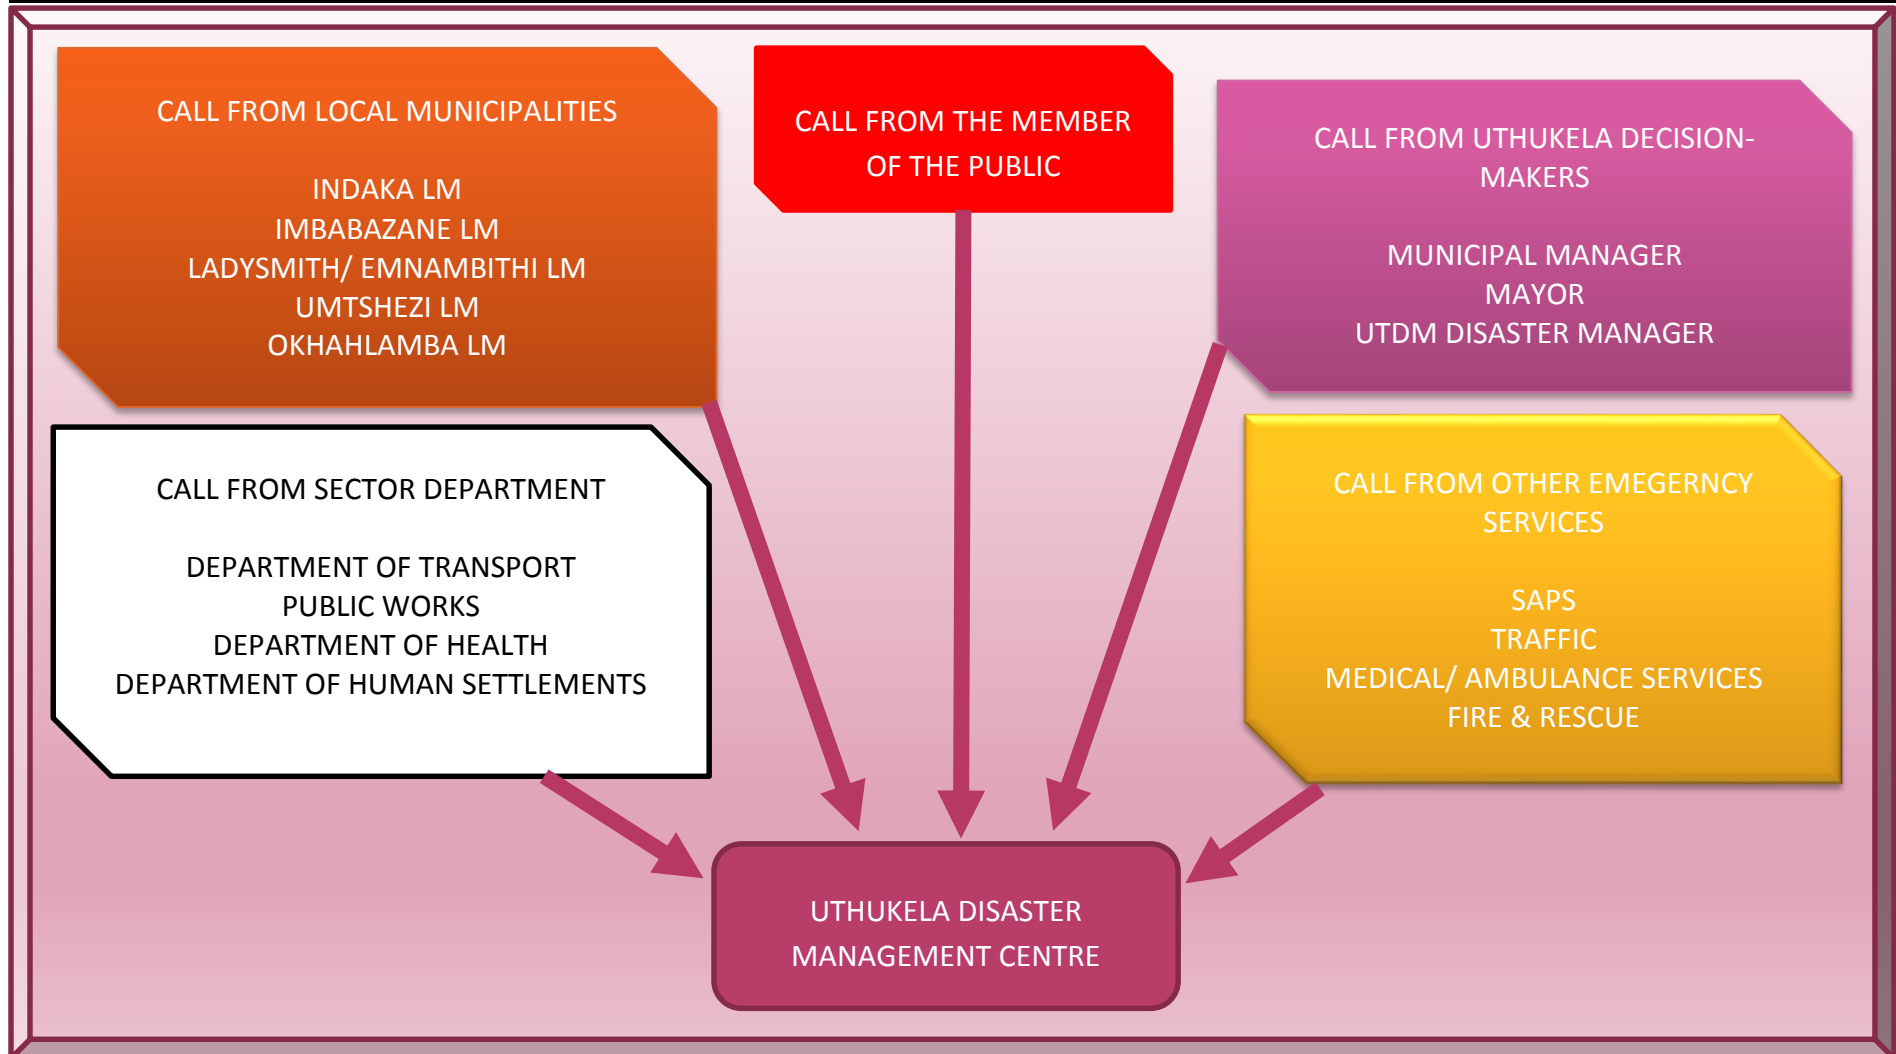 CALL FROM LOCAL MUNICIPALITIES
INDAKA LM
IMBABAZANE LM
LADYSMITH/ EMNAMBITHI LM
UMTSHEZI LM
OKHAHLAMBA LM
CALL FROM THE MEMBER
OF THE PUBLIC
CALL FROM UTHUKELA DECISION-
MAKERS
MUNICIPAL MANAGER
MAYOR
UTDM DISASTER MANAGER
CALL FROM SECTOR DEPARTMENT
DEPARTMENT OF TRANSPORT
PUBLIC WORKS
DEPARTMENT OF HEALTH
DEPARTMENT OF HUMAN SETTLEMENTS
CALL FROM OTHER EMEGERNCY
SERVICES
SAPS
TRAFFIC
MEDICAL/ AMBULANCE SERVICES
FIRE & RESCUE
UTHUKELA DISASTER
MANAGEMENT CENTRE